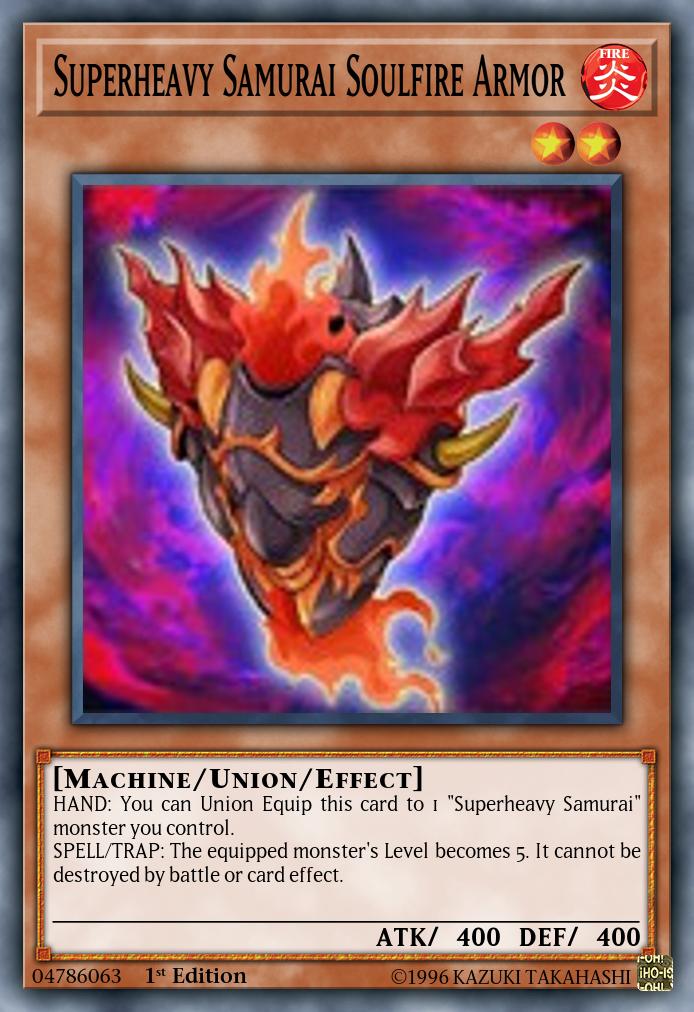 Superheavy Samurai Soulfire Armor
FIRE
炎
[Machine/Union/Effect]
HAND: You can Union Equip this card to 1 "Superheavy Samurai"
monster you control.
SPELL/TRAP: The equipped monster's Level becomes 5. It cannot be
destroyed by battle or card effect.
ATK/ 400 DEF/ 400
04786063 1st Edition ©1996 KAZUKI TAKAHASHI